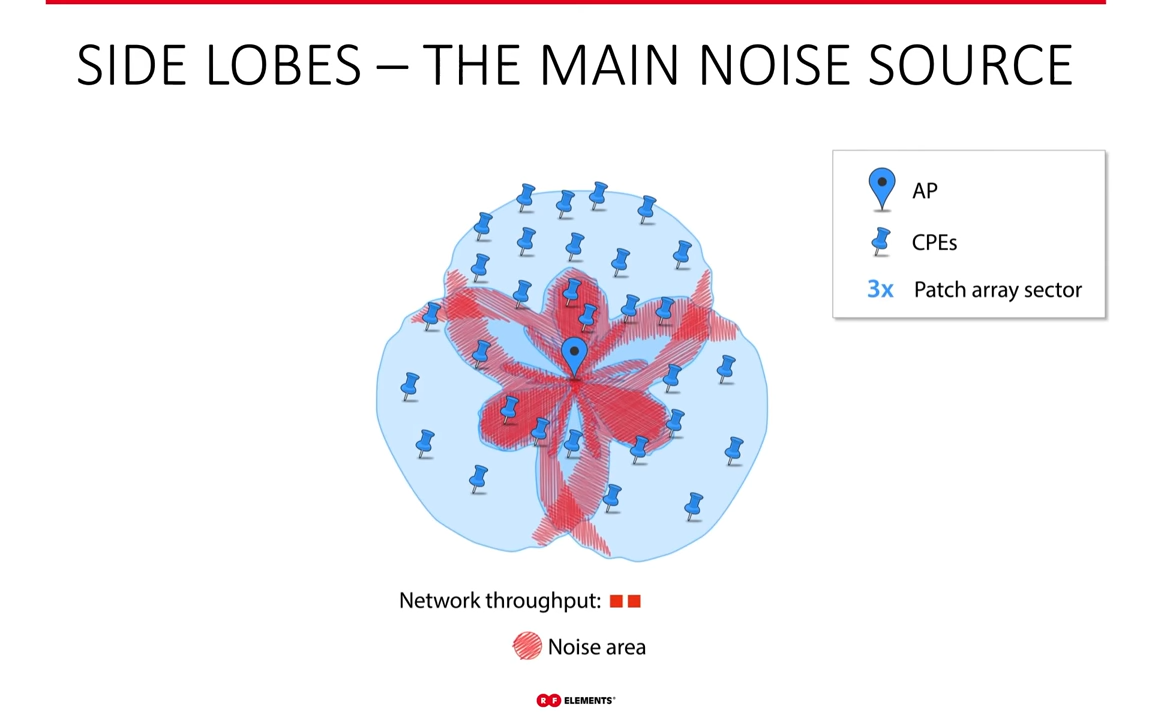 SIDE LOBES – THE MAIN NOISE SOURCE
AP
CPEs
3x Patch array sector
Network throughput:
Noise area
RF ELEMENTS®